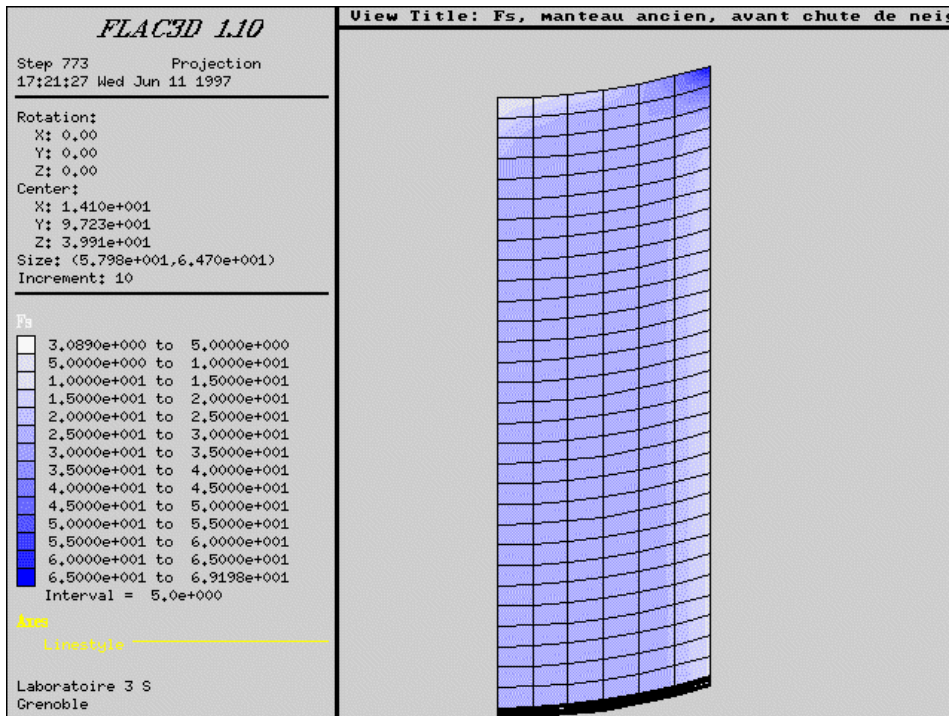 FLAC3D 1.10
View Title: Fs, manteau ancien, avant chute de neig
Step 773 Projection
17:21:27 Wed Jun 11 1997
Rotation:
X: 0.00
Y: 0.00
Z: 0.00
Center:
X: 1.410e+001
Y: 9.723e+001
Z: 3.991e+001
Size: (5.798e+001,6.470e+001)
Increment: 10
Fs
3.0890e+000 to 5.0000e+000
5.0000e+000 to 1.0000e+001
1.0000e+001 to 1.5000e+001
1.5000e+001 to 2.0000e+001
2.0000e+001 to 2.5000e+001
2.5000e+001 to 3.0000e+001
3.0000e+001 to 3.5000e+001
3.5000e+001 to 4.0000e+001
4.0000e+001 to 4.5000e+001
4.5000e+001 to 5.0000e+001
5.0000e+001 to 5.5000e+001
5.5000e+001 to 6.0000e+001
6.0000e+001 to 6.5000e+001
6.5000e+001 to 6.9198e+001
Interval = 5.0e+000
Axes
Linestyle
Laboratoire 3 S
Grenoble